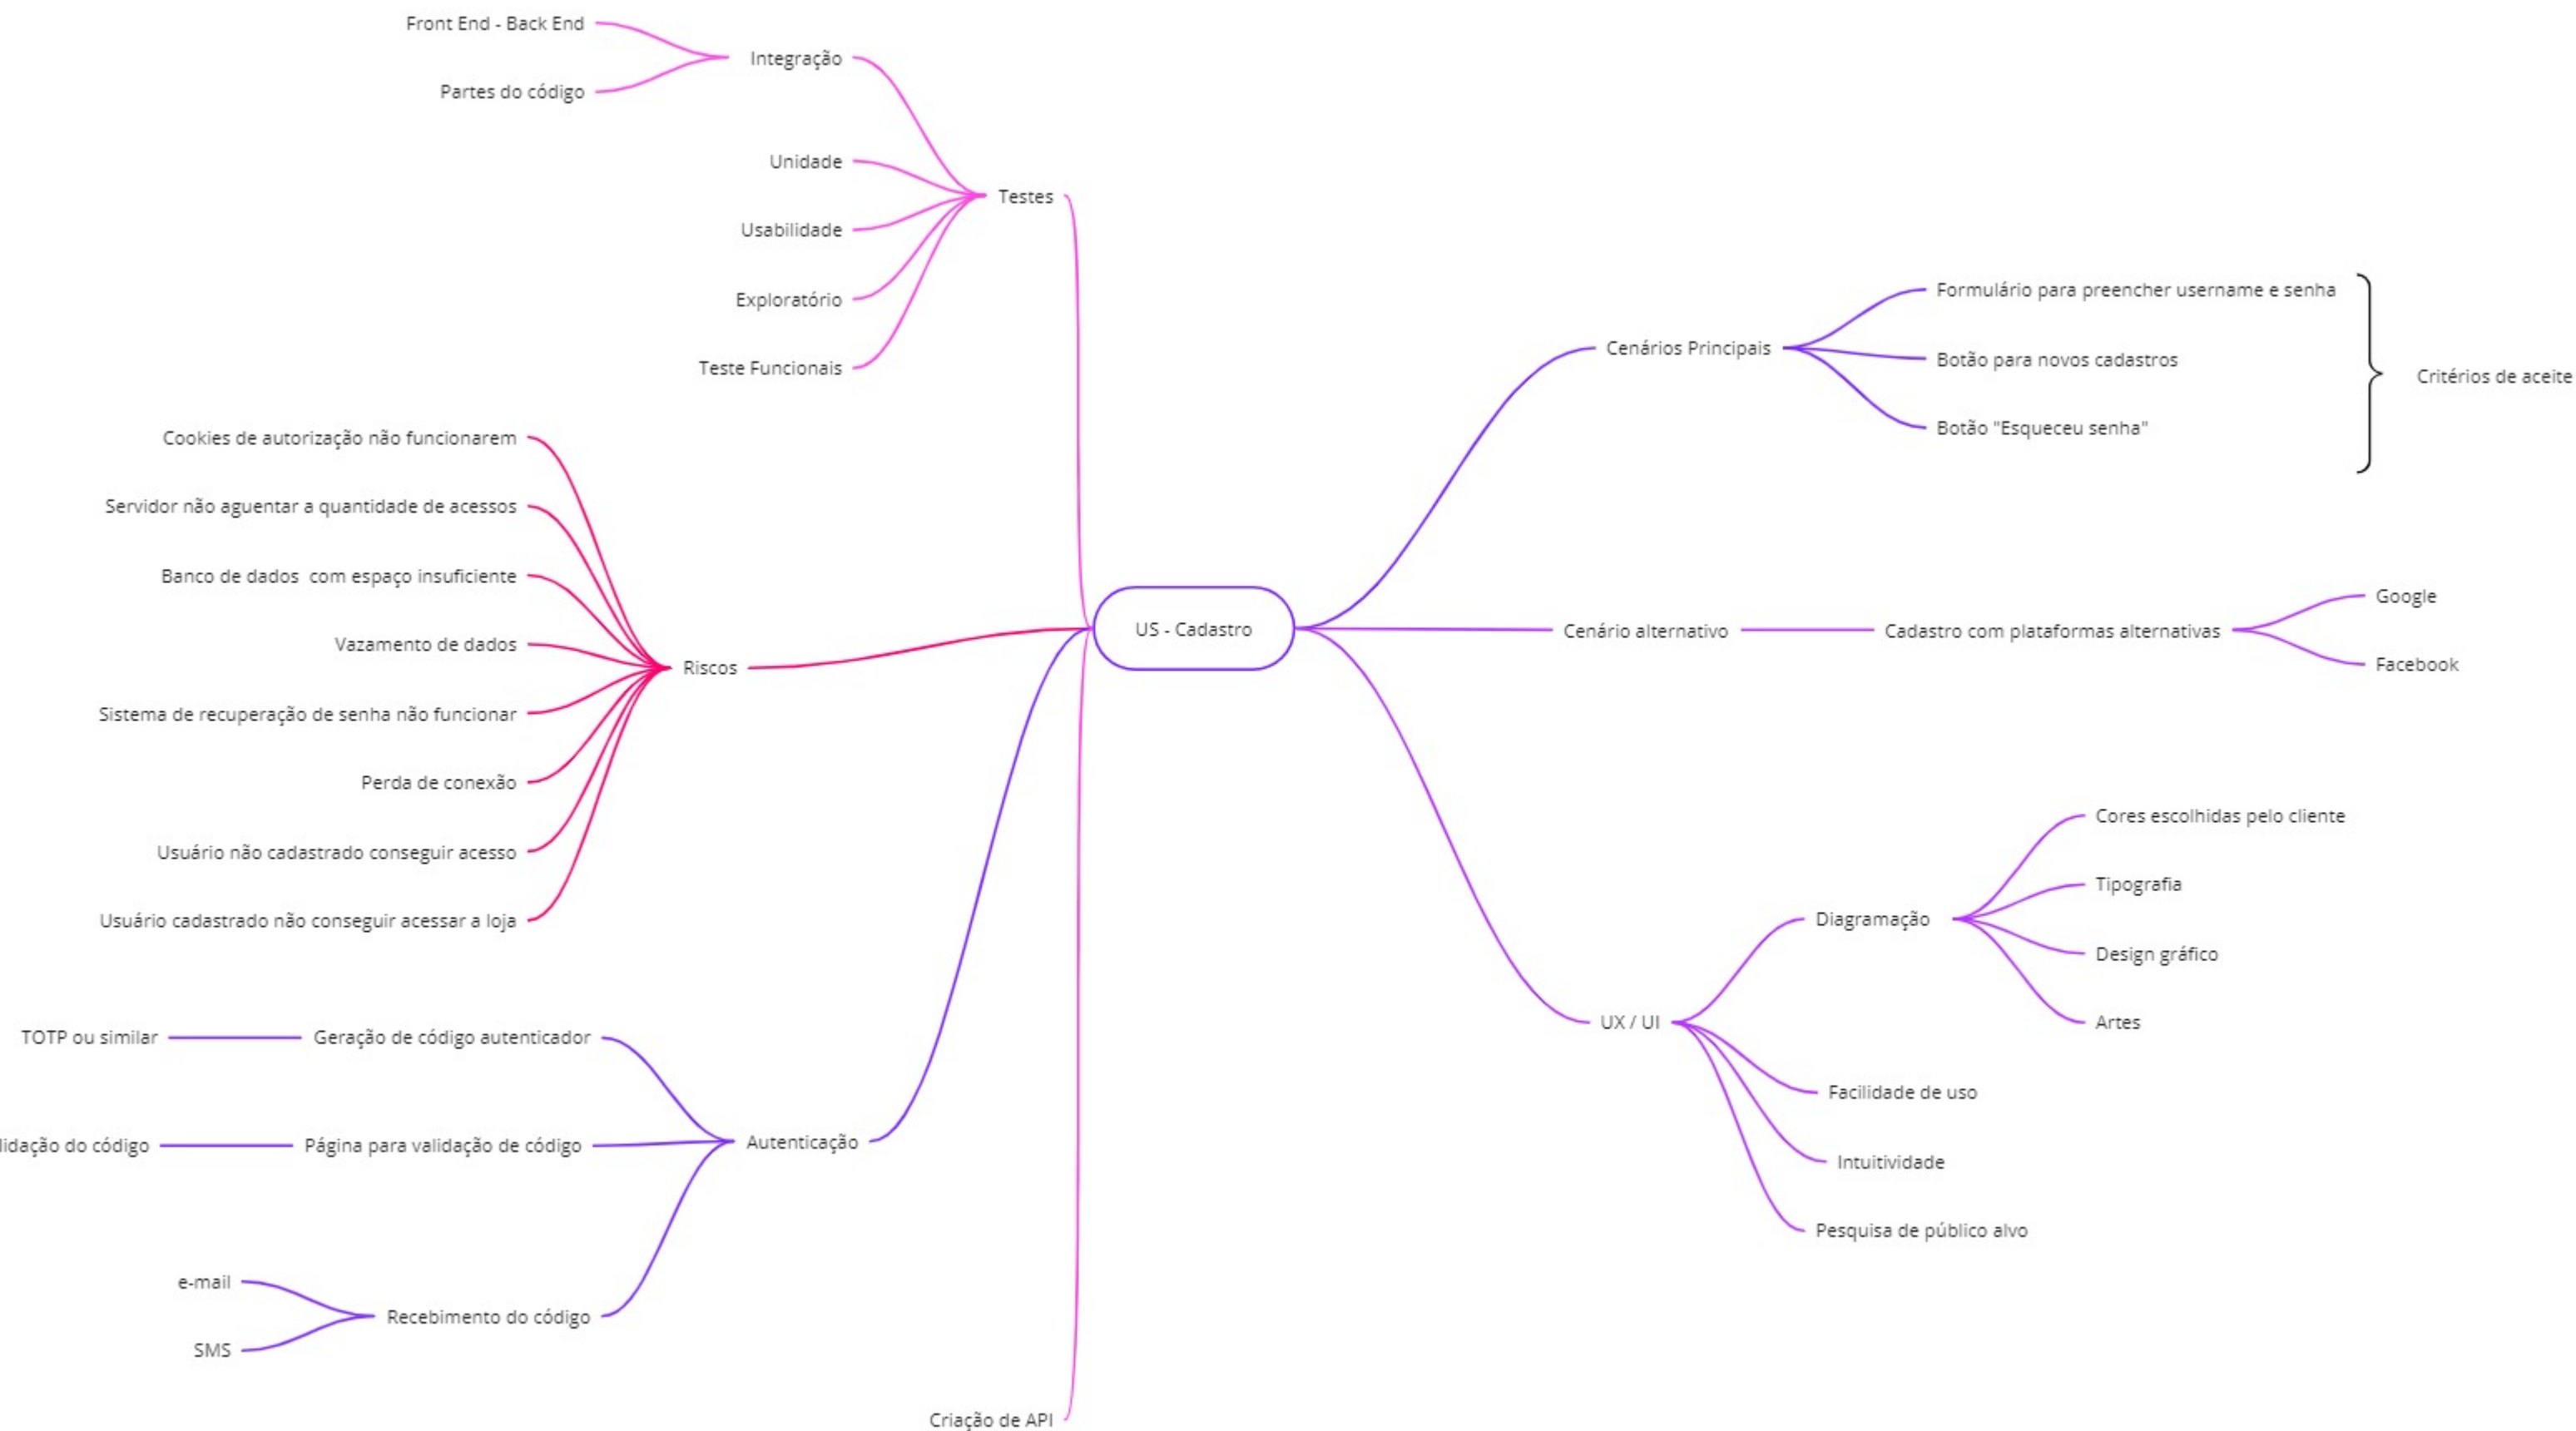 Front End - Back End
Partes do código
Integração
Unidade
Usabilidade
Exploratório
Teste Funcionais
Testes
Cookies de autorização não funcionarem
Servidor não aguentar a quantidade de acessos
Banco de dados  com espaço insuficiente
Vazamento de dados
Sistema de recuperação de senha não funcionar
Perda de conexão
Usuário não cadastrado conseguir acesso
Usuário cadastrado não conseguir acessar a loja
Riscos
TOTP ou similar
Geração de código autenticador
do código
Página para validação de código
e-mail
SMS
Recebimento do código
Autenticação
Criação de API
US - Cadastro
Cenários Principais
Formulário para preencher username e senha
Botão para novos cadastros
Botão "Esqueceu senha"
Critérios de aceite
Cenário alternativo
Cadastro com plataformas alternativas
Google
Facebook
UX / UI
Diagramação
Cores escolhidas pelo cliente
Tipografia
Design gráfico
Artes
Facilidade de uso
Intuitividade
Pesquisa de público alvo